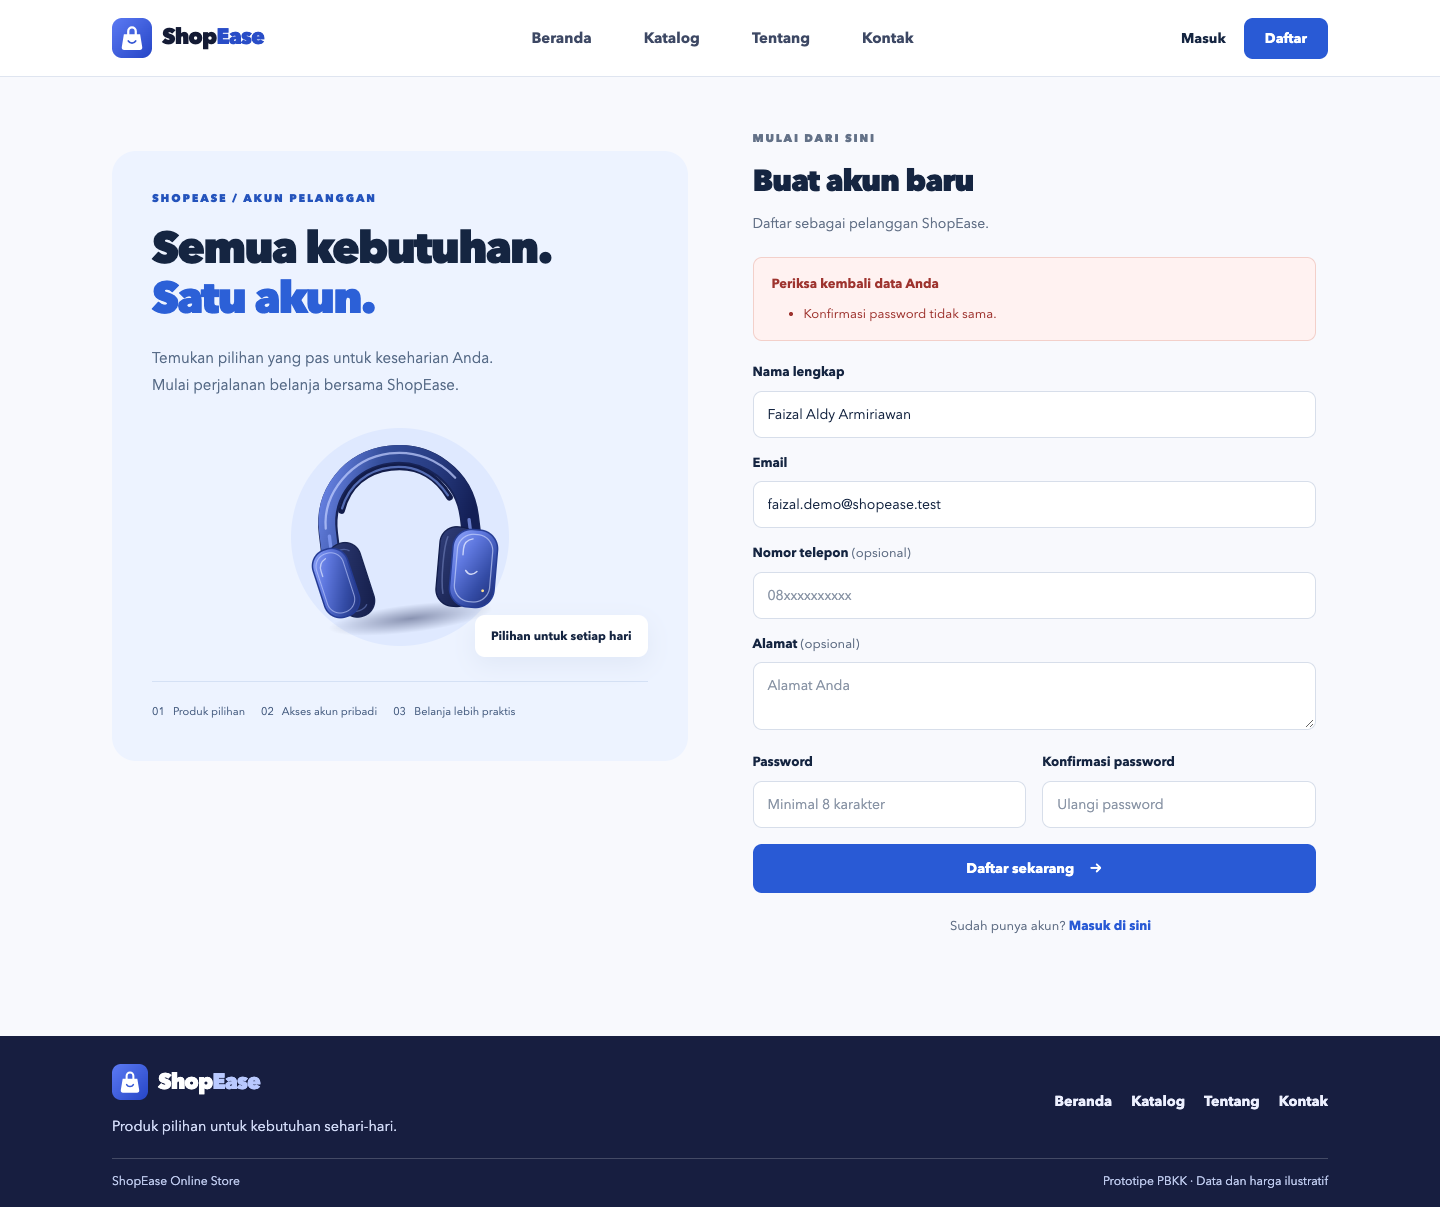 ShopEase
Beranda
Katalog
Tentang
Kontak
Masuk
Daftar
SHOPEASE / AKUN PELANGGAN
Semua kebutuhan.
Satu akun.
Temukan pilihan yang pas untuk keseharian Anda.
Mulai perjalanan belanja bersama ShopEase.
Pilihan untuk setiap hari
01 Produk pilihan 02 Akses akun pribadi 03 Belanja lebih praktis
MULAI DARI SINI
Buat akun baru
Daftar sebagai pelanggan ShopEase.
Periksa kembali data Anda
• Konfirmasi password tidak sama.
Nama lengkap
Faizal Aldy Armiriawan
Email
faizal.demo@shopease.test
Nomor telepon (opsional)
08xxxxxxxxxx
Alamat (opsional)
Alamat Anda
Password
Minimal 8 karakter
Konfirmasi password
Ulangi password
Daftar sekarang →
Sudah punya akun? Masuk di sini
ShopEase
Produk pilihan untuk kebutuhan sehari-hari.
Beranda
Katalog
Tentang
Kontak
ShopEase Online Store
Prototipe PBKK · Data dan harga ilustratif